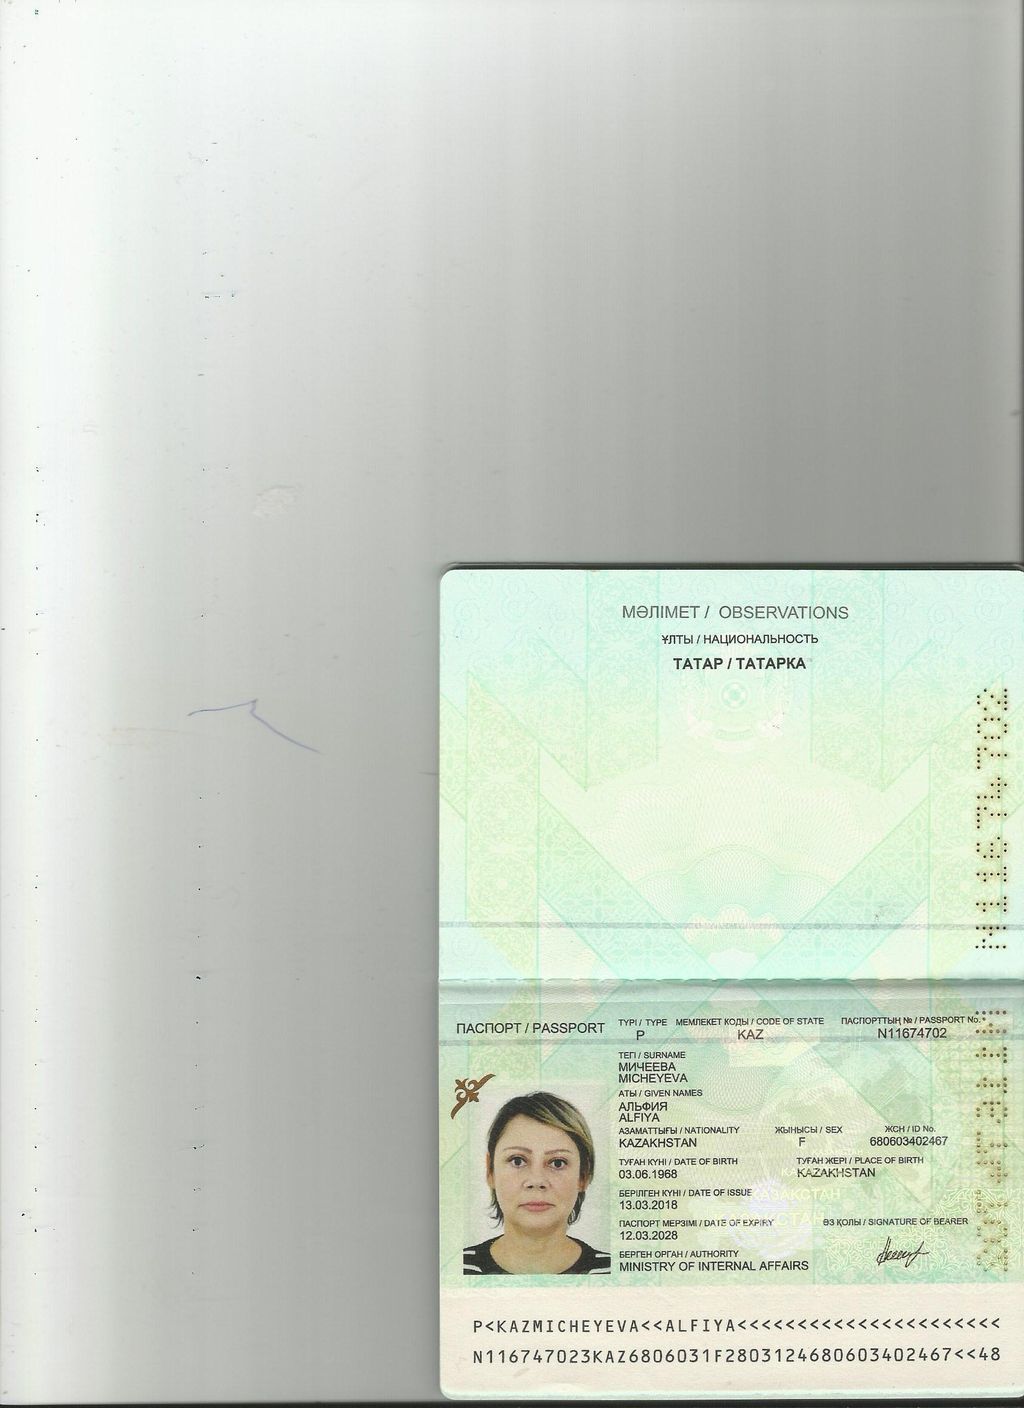 МӘЛІМЕТ / OBSERVATIONS
ҰЛТЫ / НАЦИОНАЛЬНОСТЬ
ТАТАР / ТАТАРКА
N11674702
ПАСПОРТ / PASSPORT
ТҮРІ / TYPE МЕМЛЕКЕТ КОДЫ / CODE OF STATE ПАСПОРТТЫҢ № / PASSPORT No.
P KAZ N11674702
ТЕГІ / SURNAME
МИЧЕЕВА
MICHEYEVA
АТЫ / GIVEN NAMES
АЛЬФИЯ
ALFIYA
АЗАМАТТЫҒЫ / NATIONALITY ЖЫНЫСЫ / SEX ЖСН / ID No.
KAZAKHSTAN F 680603402467
ТУҒАН КҮНІ / DATE OF BIRTH ТУҒАН ЖЕРІ / PLACE OF BIRTH
03.06.1968 KAZAKHSTAN
БЕРІЛГЕН КҮНІ / DATE OF ISSUE
13.03.2018
ПАСПОРТ МЕРЗІМІ / DATE OF EXPIRY ӨЗ ҚОЛЫ / SIGNATURE OF BEARER
12.03.2028
БЕРГЕН ОРГАН / AUTHORITY
MINISTRY OF INTERNAL AFFAIRS
P<KAZMICHEYEVA<<ALFIYA<<<<<<<<<<<<<<<<<<<<<<
N116747023KAZ6806031F2803124680603402467<<48